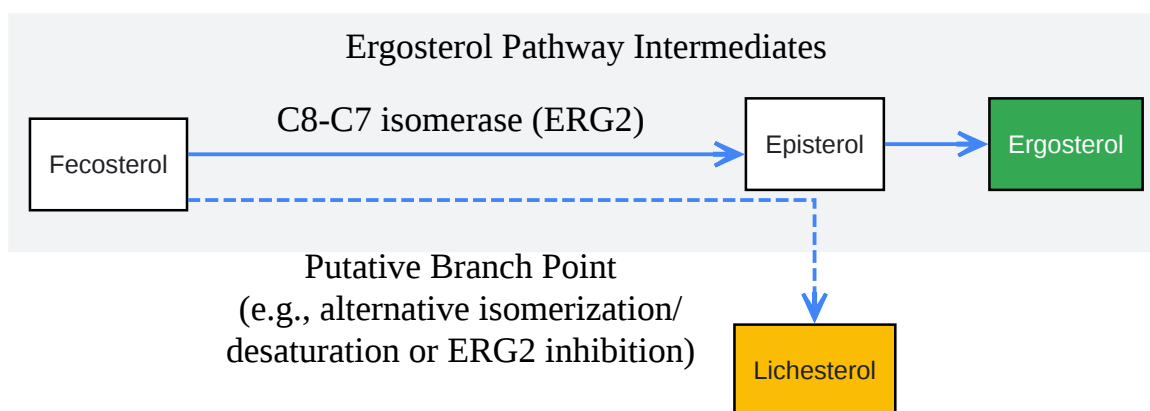 Ergosterol Pathway Intermediates
C8-C7 isomerase (ERG2)
Fecosterol
Episterol
Ergosterol
Putative Branch Point
(e.g., alternative isomerization/
desaturation or ERG2 inhibition)
Lichesterol